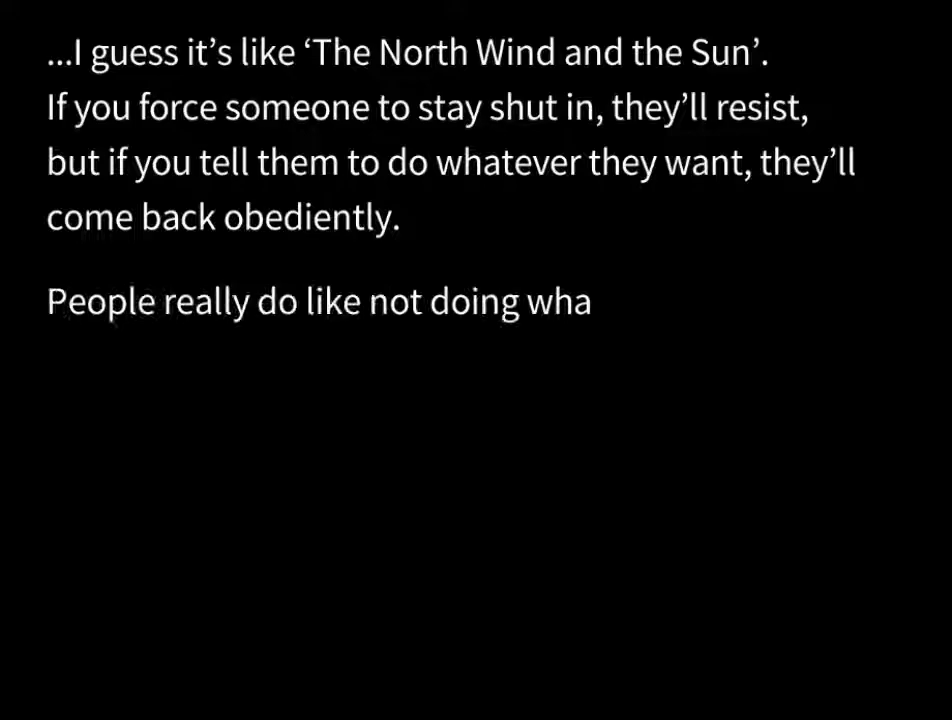 ...I guess it’s like ‘The North Wind and the Sun’.
If you force someone to stay shut in, they’ll resist,
but if you tell them to do whatever they want, they’ll
come back obediently.
People really do like not doing wha